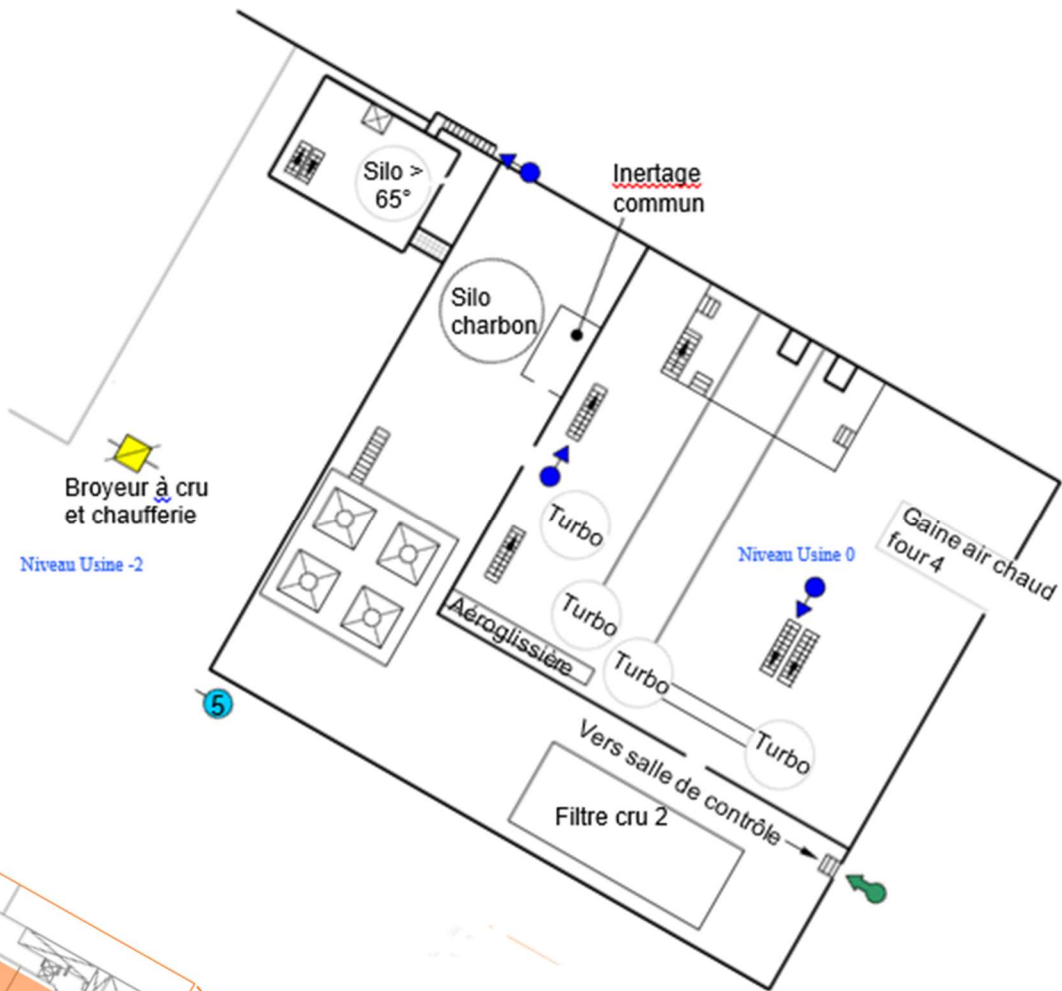 Silo >
65°
Inertage
commun
Silo
charbon
Broyeur à cru
et chaufferie
Niveau Usine -2
Turbo
Niveau Usine 0
Gaine air chaud
four 4
Turbo
Aéroglissière
Turbo
5
Turbo
Vers salle de contrôle
Filtre cru 2